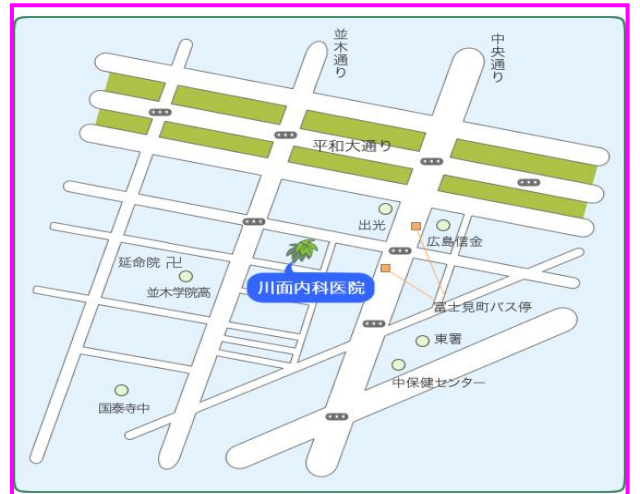 並木通り
中央通り
平和大通り
出光
広島信金
延命院 卍
並木学院高
川面内科医院
富士見町バス停
東署
中保健センター
国泰寺中